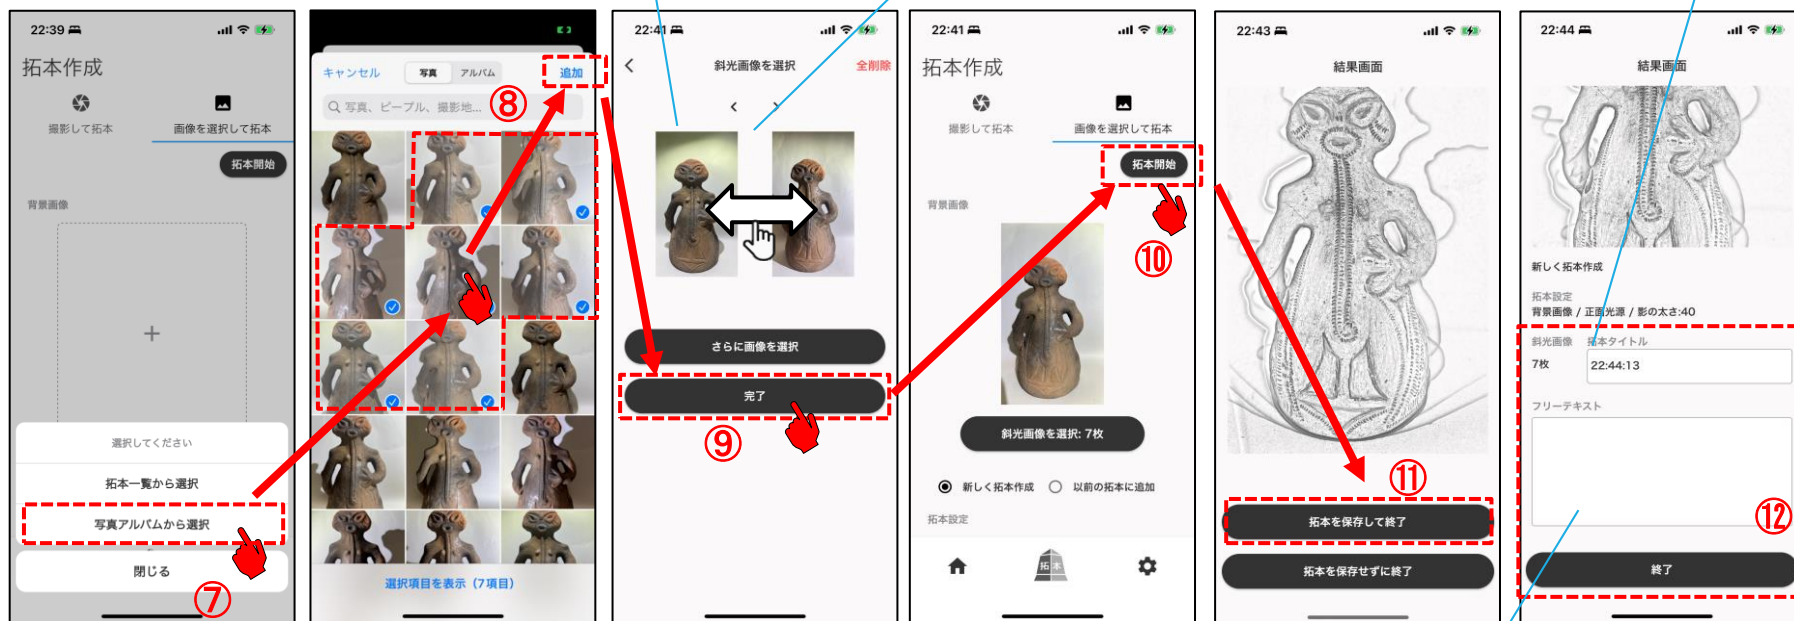 22:39
拓本作成
撮影して拓本
画像を選択して拓本
拓本開始
背景画像
+
選択してください
拓本一覧から選択
写真アルバムから選択
閉じる
⑦
キャンセル
写真
アルバム
追加
写真、ピープル、撮影地...
⑧
選択項目を表示（7項目）
22:41
斜光画像を選択
全削除
さらに画像を選択
完了
⑨
22:41
拓本作成
撮影して拓本
画像を選択して拓本
拓本開始
⑩
背景画像
斜光画像を選択: 7枚
新しく拓本作成
以前の拓本に追加
拓本設定
拓本
22:43
結果画面
⑪
拓本を保存して終了
拓本を保存せずに終了
22:44
結果画面
新しく拓本作成
拓本設定
背景画像 / 正面光源 / 影の太さ:40
斜光画像
拓本タイトル
7枚
22:44:13
フリーテキスト
⑫
終了